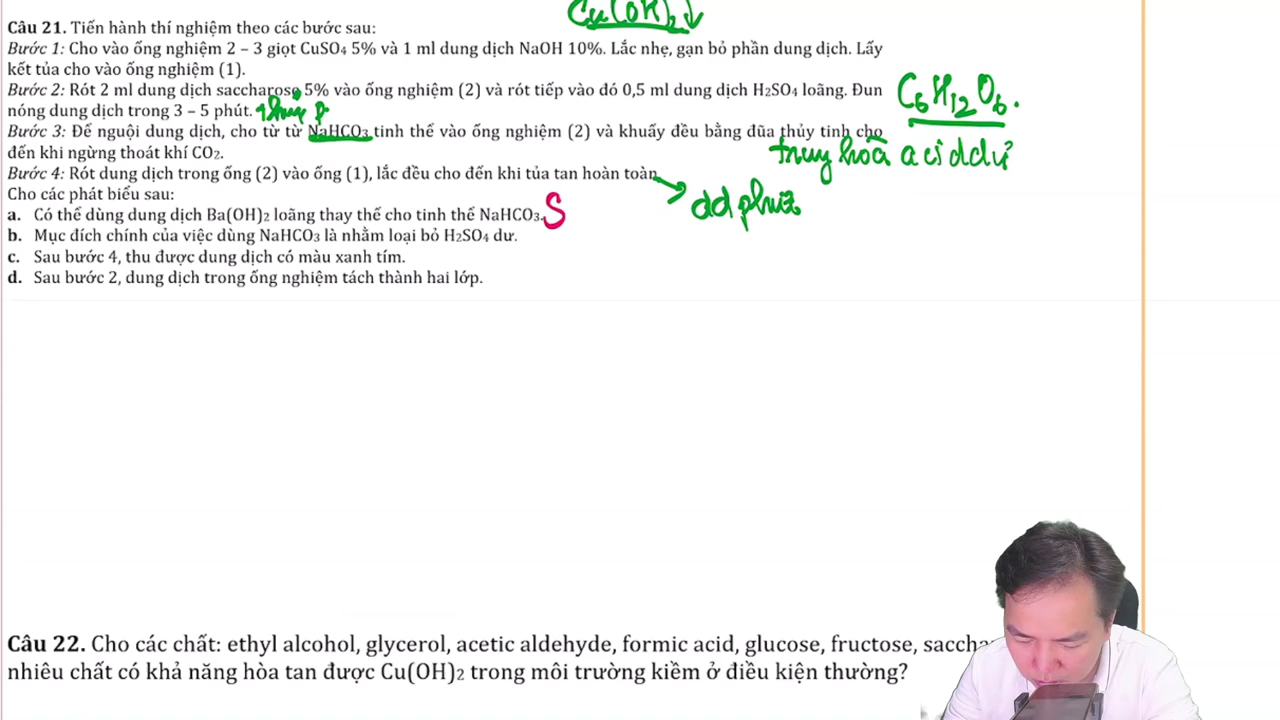 Cu(OH)2↓
Câu 21. Tiến hành thí nghiệm theo các bước sau:
Bước 1: Cho vào ống nghiệm 2 – 3 giọt CuSO4 5% và 1 ml dung dịch NaOH 10%. Lắc nhẹ, gạn bỏ phần dung dịch. Lấy
kết tủa cho vào ống nghiệm (1).
Bước 2: Rót 2 ml dung dịch saccharose 5% vào ống nghiệm (2) và rót tiếp vào đó 0,5 ml dung dịch H2SO4 loãng. Đun
C6H12O6.
nóng dung dịch trong 3 – 5 phút.
Bước 3: Để nguội dung dịch, cho từ từ NaHCO3 tinh thể vào ống nghiệm (2) và khuấy đều bằng đũa thủy tinh cho
đến khi ngừng thoát khí CO2.
Bước 4: Rót dung dịch trong ống (2) vào ống (1), lắc đều cho đến khi tủa tan hoàn toàn
Cho các phát biểu sau:
a. Có thể dùng dung dịch Ba(OH)2 loãng thay thế cho tinh thể NaHCO3. S
b. Mục đích chính của việc dùng NaHCO3 là nhằm loại bỏ H2SO4 dư.
c. Sau bước 4, thu được dung dịch có màu xanh tím.
d. Sau bước 2, dung dịch trong ống nghiệm tách thành hai lớp.
Câu 22. Cho các chất: ethyl alcohol, glycerol, acetic aldehyde, formic acid, glucose, fructose,
nhiêu chất có khả năng hòa tan được Cu(OH)2 trong môi trường kiềm ở điều kiện thường?